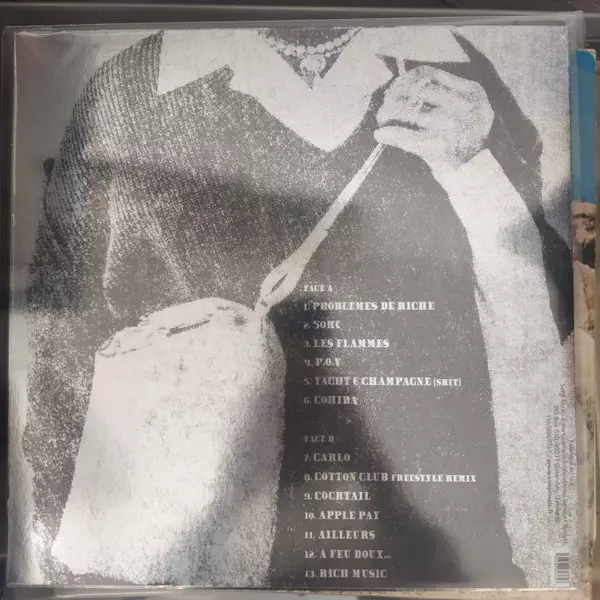 FACE A
1. PROBLEMES DE RICHE
2. 50KC
3. LES FLAMMES
4. P.O.V
5. YACHT & CHAMPAGNE (SKIT)
6. COHIBA
FACE B
7. CARLO
8. COTTON CLUB FREESTYLE REMIX
9. COCKTAIL
10. APPLE PAY
11. AILLEURS
12. A FEU DOUX...
13. RICH MUSIC